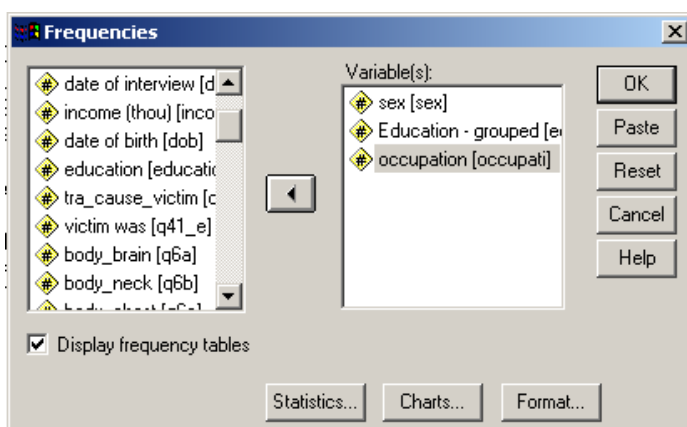 Frequencies
date of interview [d
income (thou) [inco
date of birth [dob]
education [educatic
tra_cause_victim [c
victim was [q41_e]
body_brain [q6a]
body_neck [q6b]
Display frequency tables
Variable(s):
sex [sex]
Education - grouped [e
occupation [occupati]
OK
Paste
Reset
Cancel
Help
Statistics...
Charts...
Format...